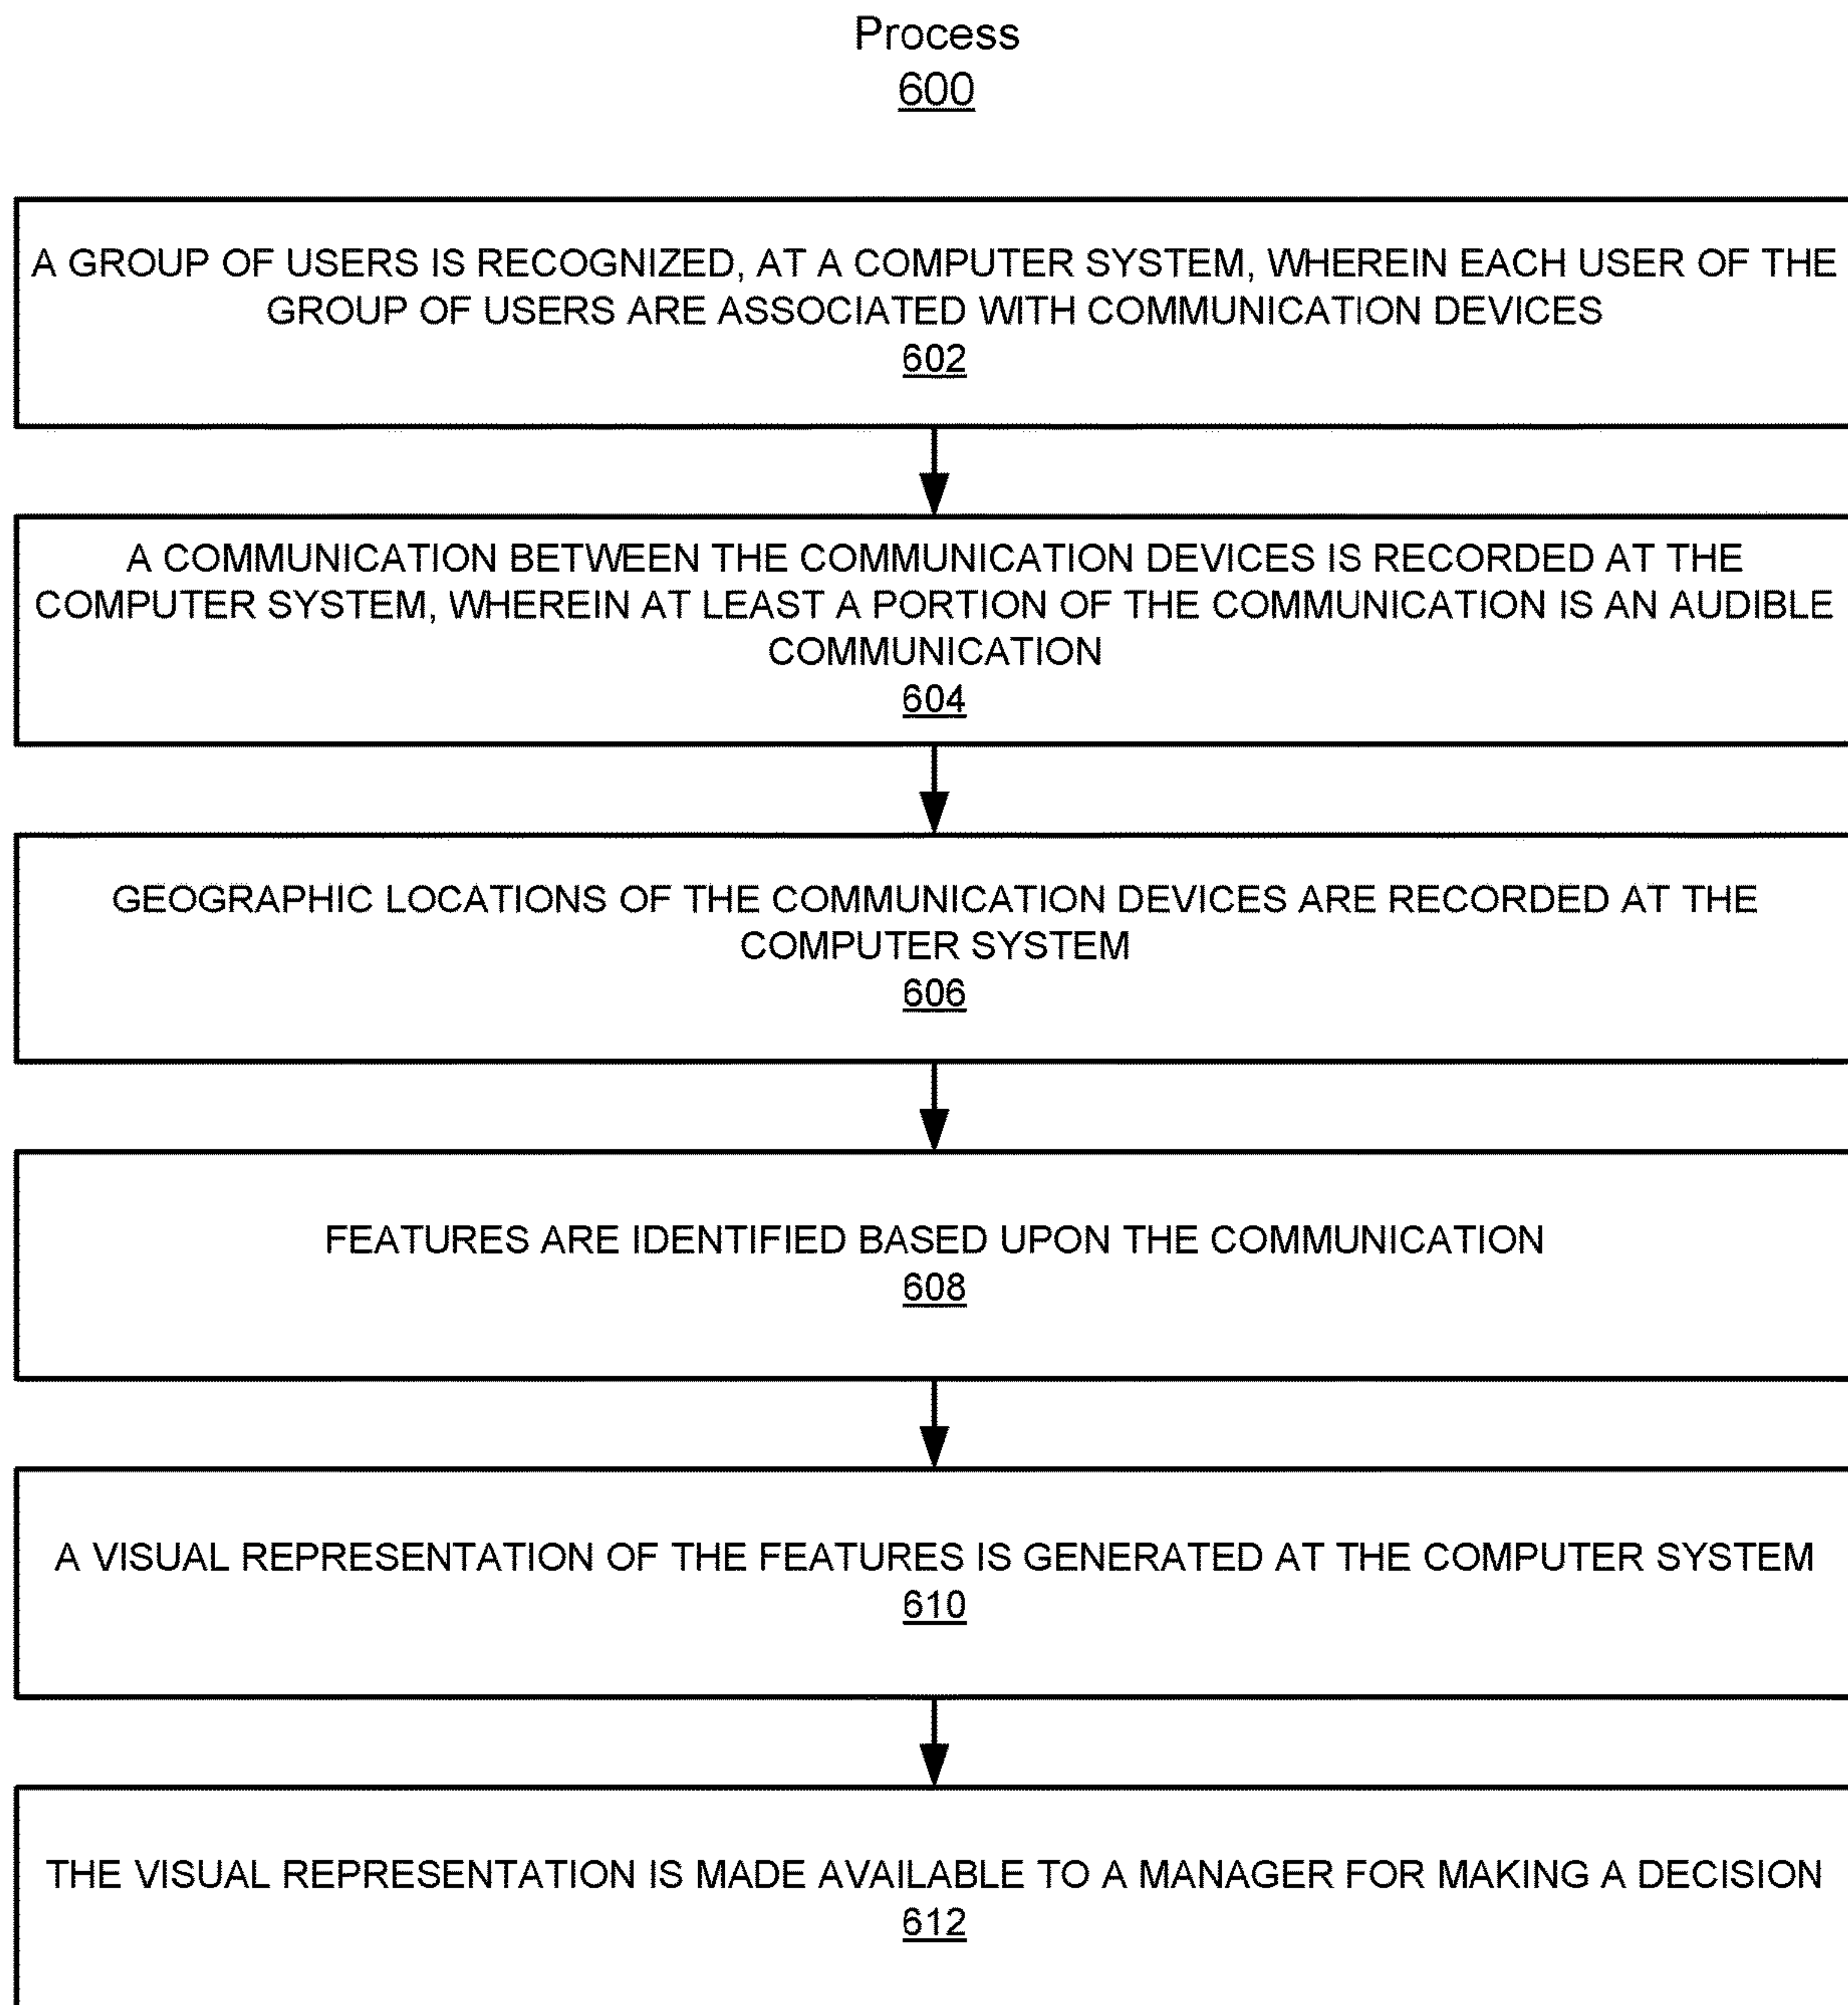 Process
600
A GROUP OF USERS IS RECOGNIZED, AT A COMPUTER SYSTEM, WHEREIN EACH USER OF THE
GROUP OF USERS ARE ASSOCIATED WITH COMMUNICATION DEVICES
602
A COMMUNICATION BETWEEN THE COMMUNICATION DEVICES IS RECORDED AT THE
COMPUTER SYSTEM, WHEREIN AT LEAST A PORTION OF THE COMMUNICATION IS AN AUDIBLE
COMMUNICATION
604
GEOGRAPHIC LOCATIONS OF THE COMMUNICATION DEVICES ARE RECORDED AT THE
COMPUTER SYSTEM
606
FEATURES ARE IDENTIFIED BASED UPON THE COMMUNICATION
608
A VISUAL REPRESENTATION OF THE FEATURES IS GENERATED AT THE COMPUTER SYSTEM
610
THE VISUAL REPRESENTATION IS MADE AVAILABLE TO A MANAGER FOR MAKING A DECISION
612